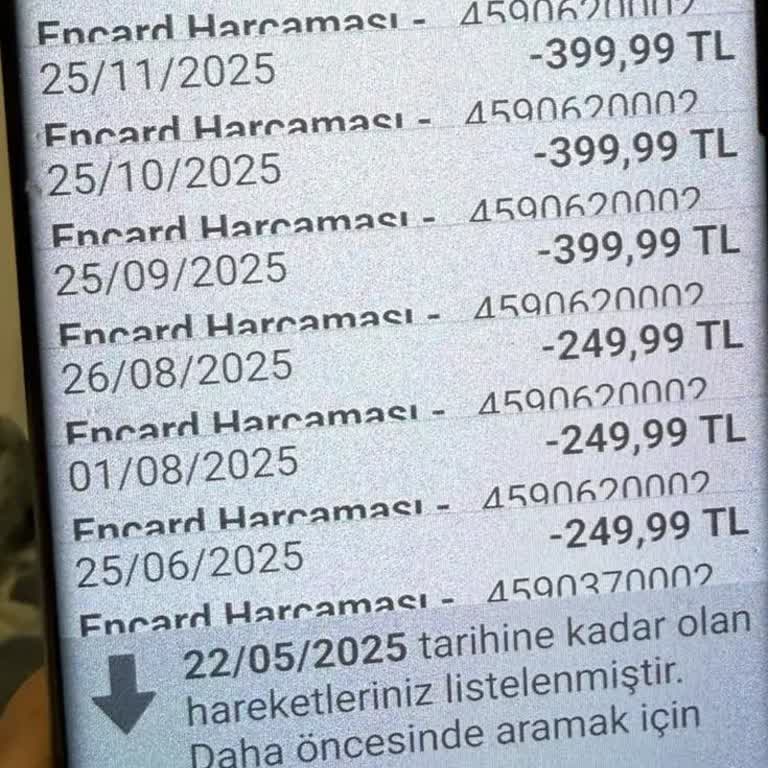 Encard Harcaması - 4590620002
25/11/2025 -399,99 TL
Encard Harcaması - 4590620002
25/10/2025 -399,99 TL
Encard Harcaması - 4590620002
25/09/2025 -399,99 TL
Encard Harcaması - 4590620002
26/08/2025 -249,99 TL
Encard Harcaması - 4590620002
01/08/2025 -249,99 TL
Encard Harcaması - 4590620002
25/06/2025 -249,99 TL
Encard Harcaması - 4590370002
22/05/2025 tarihine kadar olan
hareketleriniz listelenmiştir.
Daha öncesinde aramak için